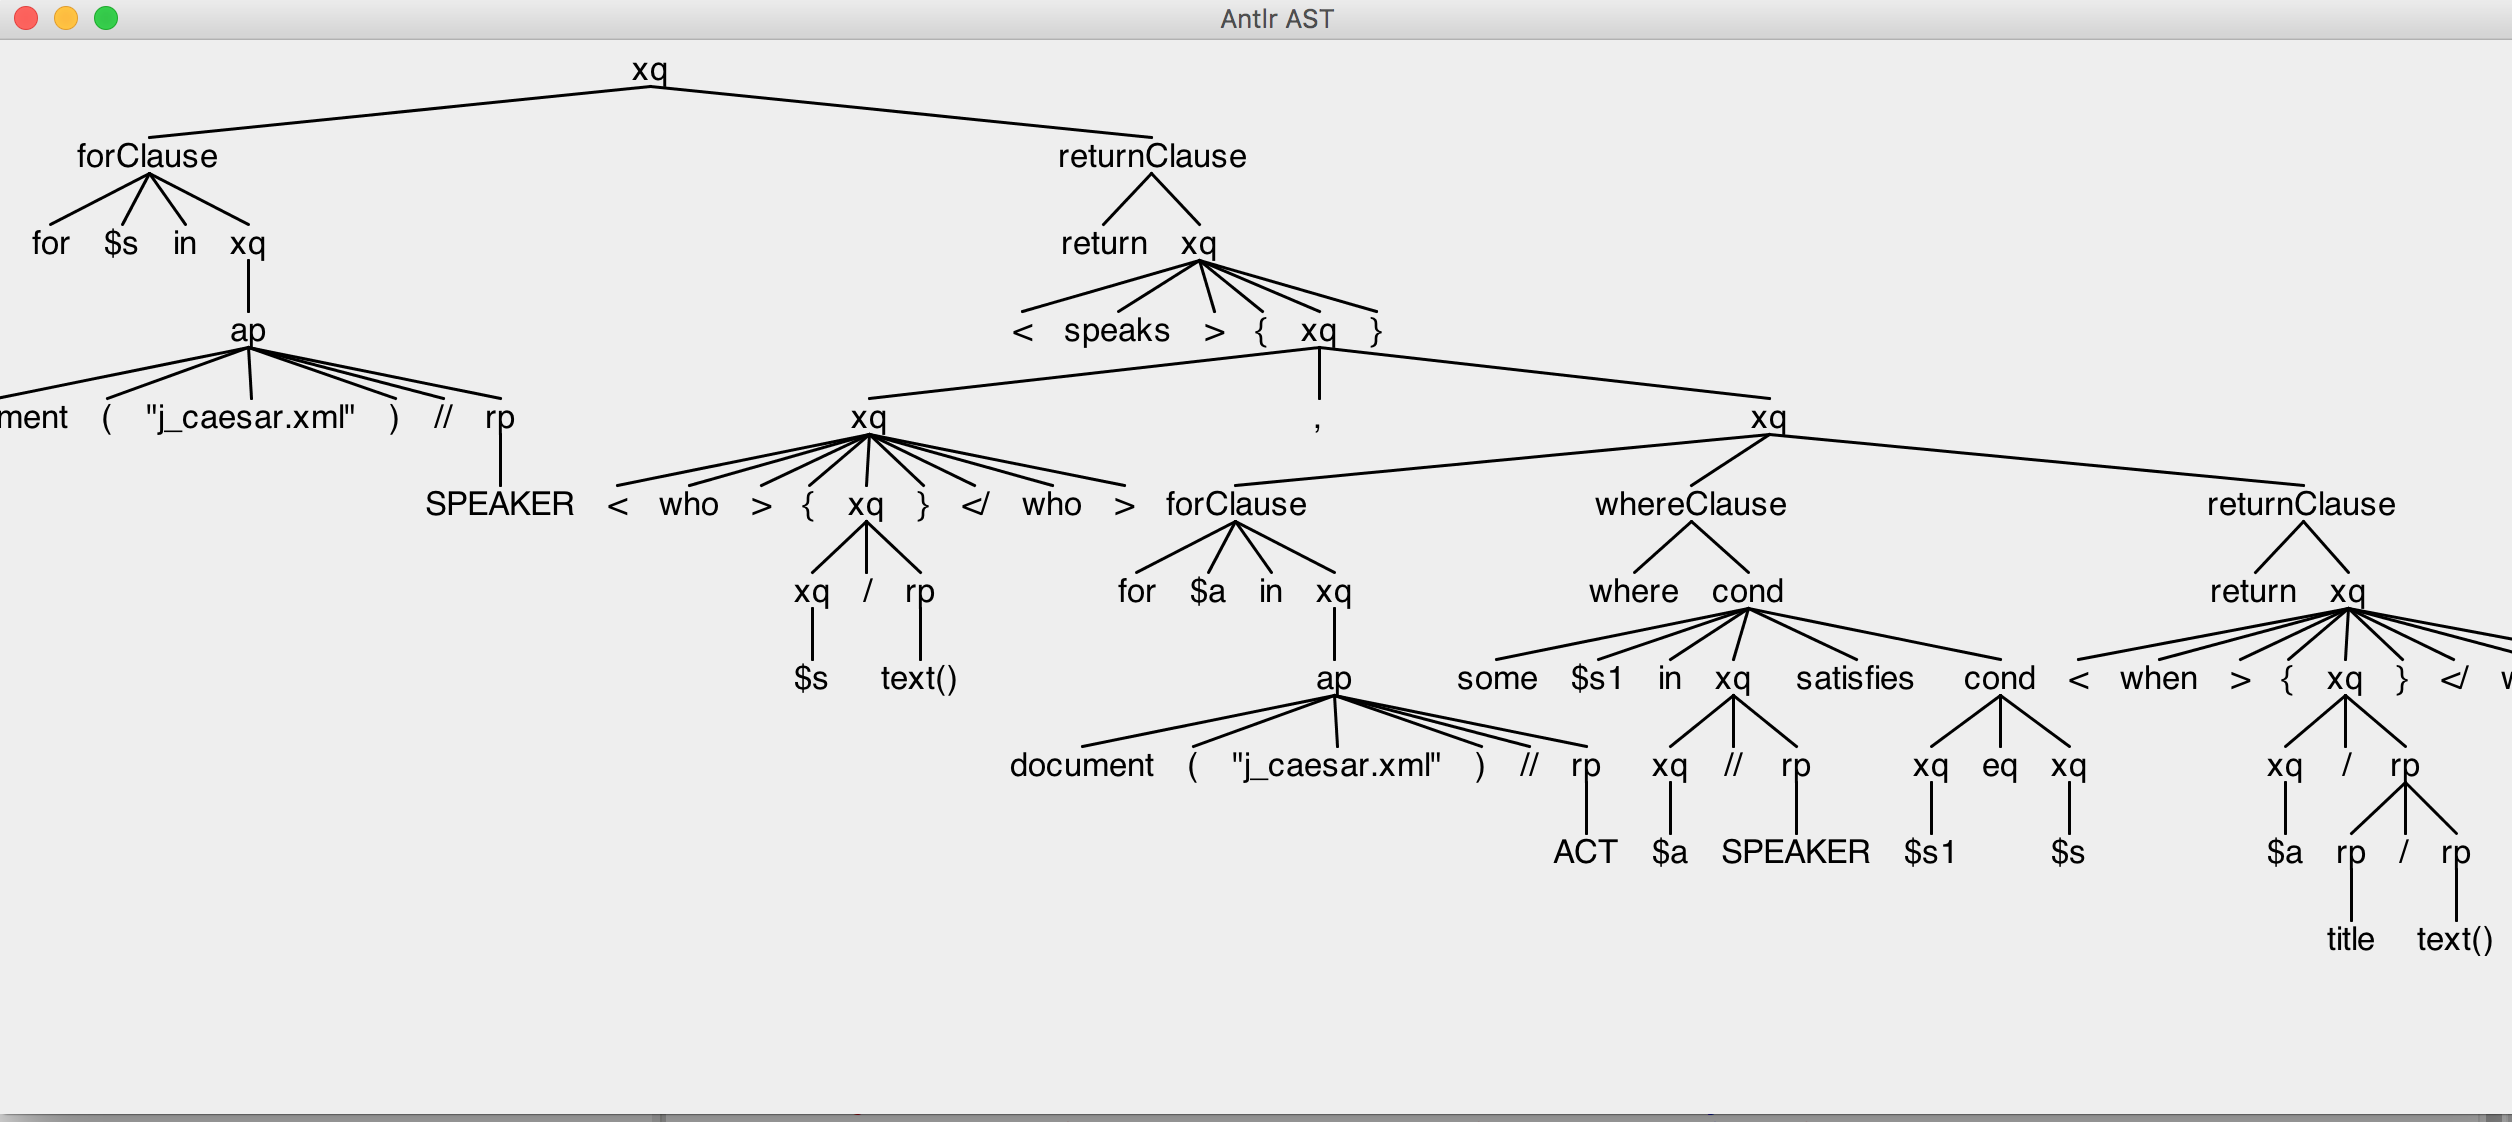 Antlr AST
xq
forClause returnClause
for $s in xq return xq
ap < speaks > { xq }
ment ( "j_caesar.xml" ) // rp xq , xq
SPEAKER < who > { xq } </ who > forClause whereClause returnClause
xq / rp for $a in xq where cond return xq
$s text() ap some $s1 in xq satisfies cond < when > { xq } </
document ( "j_caesar.xml" ) // rp xq // rp xq eq xq xq / rp
ACT $a SPEAKER $s1 $s $a rp / rp
title text()